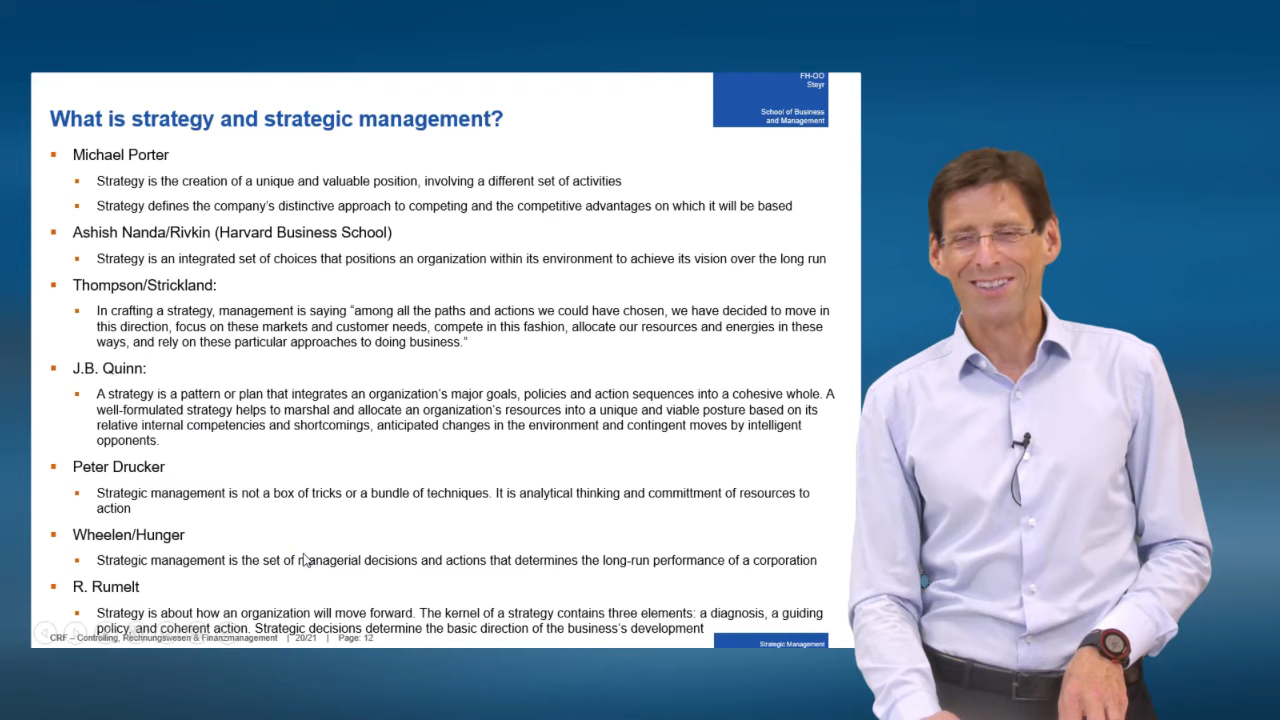 FH-OO
Steyr
School of Business
and Management
What is strategy and strategic management?
Michael Porter
Strategy is the creation of a unique and valuable position, involving a different set of activities
Strategy defines the company's distinctive approach to competing and the competitive advantages on which it will be based
Ashish Nanda/Rivkin (Harvard Business School)
Strategy is an integrated set of choices that positions an organization within its environment to achieve its vision over the long run
Thompson/Strickland:
In crafting a strategy, management is saying “among all the paths and actions we could have chosen, we have decided to move in
this direction, focus on these markets and customer needs, compete in this fashion, allocate our resources and energies in these
ways, and rely on these particular approaches to doing business.”
J.B. Quinn:
A strategy is a pattern or plan that integrates an organization's major goals, policies and action sequences into a cohesive whole. A
well-formulated strategy helps to marshal and allocate an organization's resources into a unique and viable posture based on its
relative internal competencies and shortcomings, anticipated changes in the environment and contingent moves by intelligent
opponents.
Peter Drucker
Strategic management is not a box of tricks or a bundle of techniques. It is analytical thinking and committment of resources to
action
Wheelen/Hunger
Strategic management is the set of managerial decisions and actions that determines the long-run performance of a corporation
R. Rumelt
Strategy is about how an organization will move forward. The kernel of a strategy contains three elements: a diagnosis, a guiding
policy, and coherent action. Strategic decisions determine the basic direction of the business's development
CRF – Controlling, Rechnungswesen & Finanzmanagement | 20/21 | Page: 12
Strategic Management